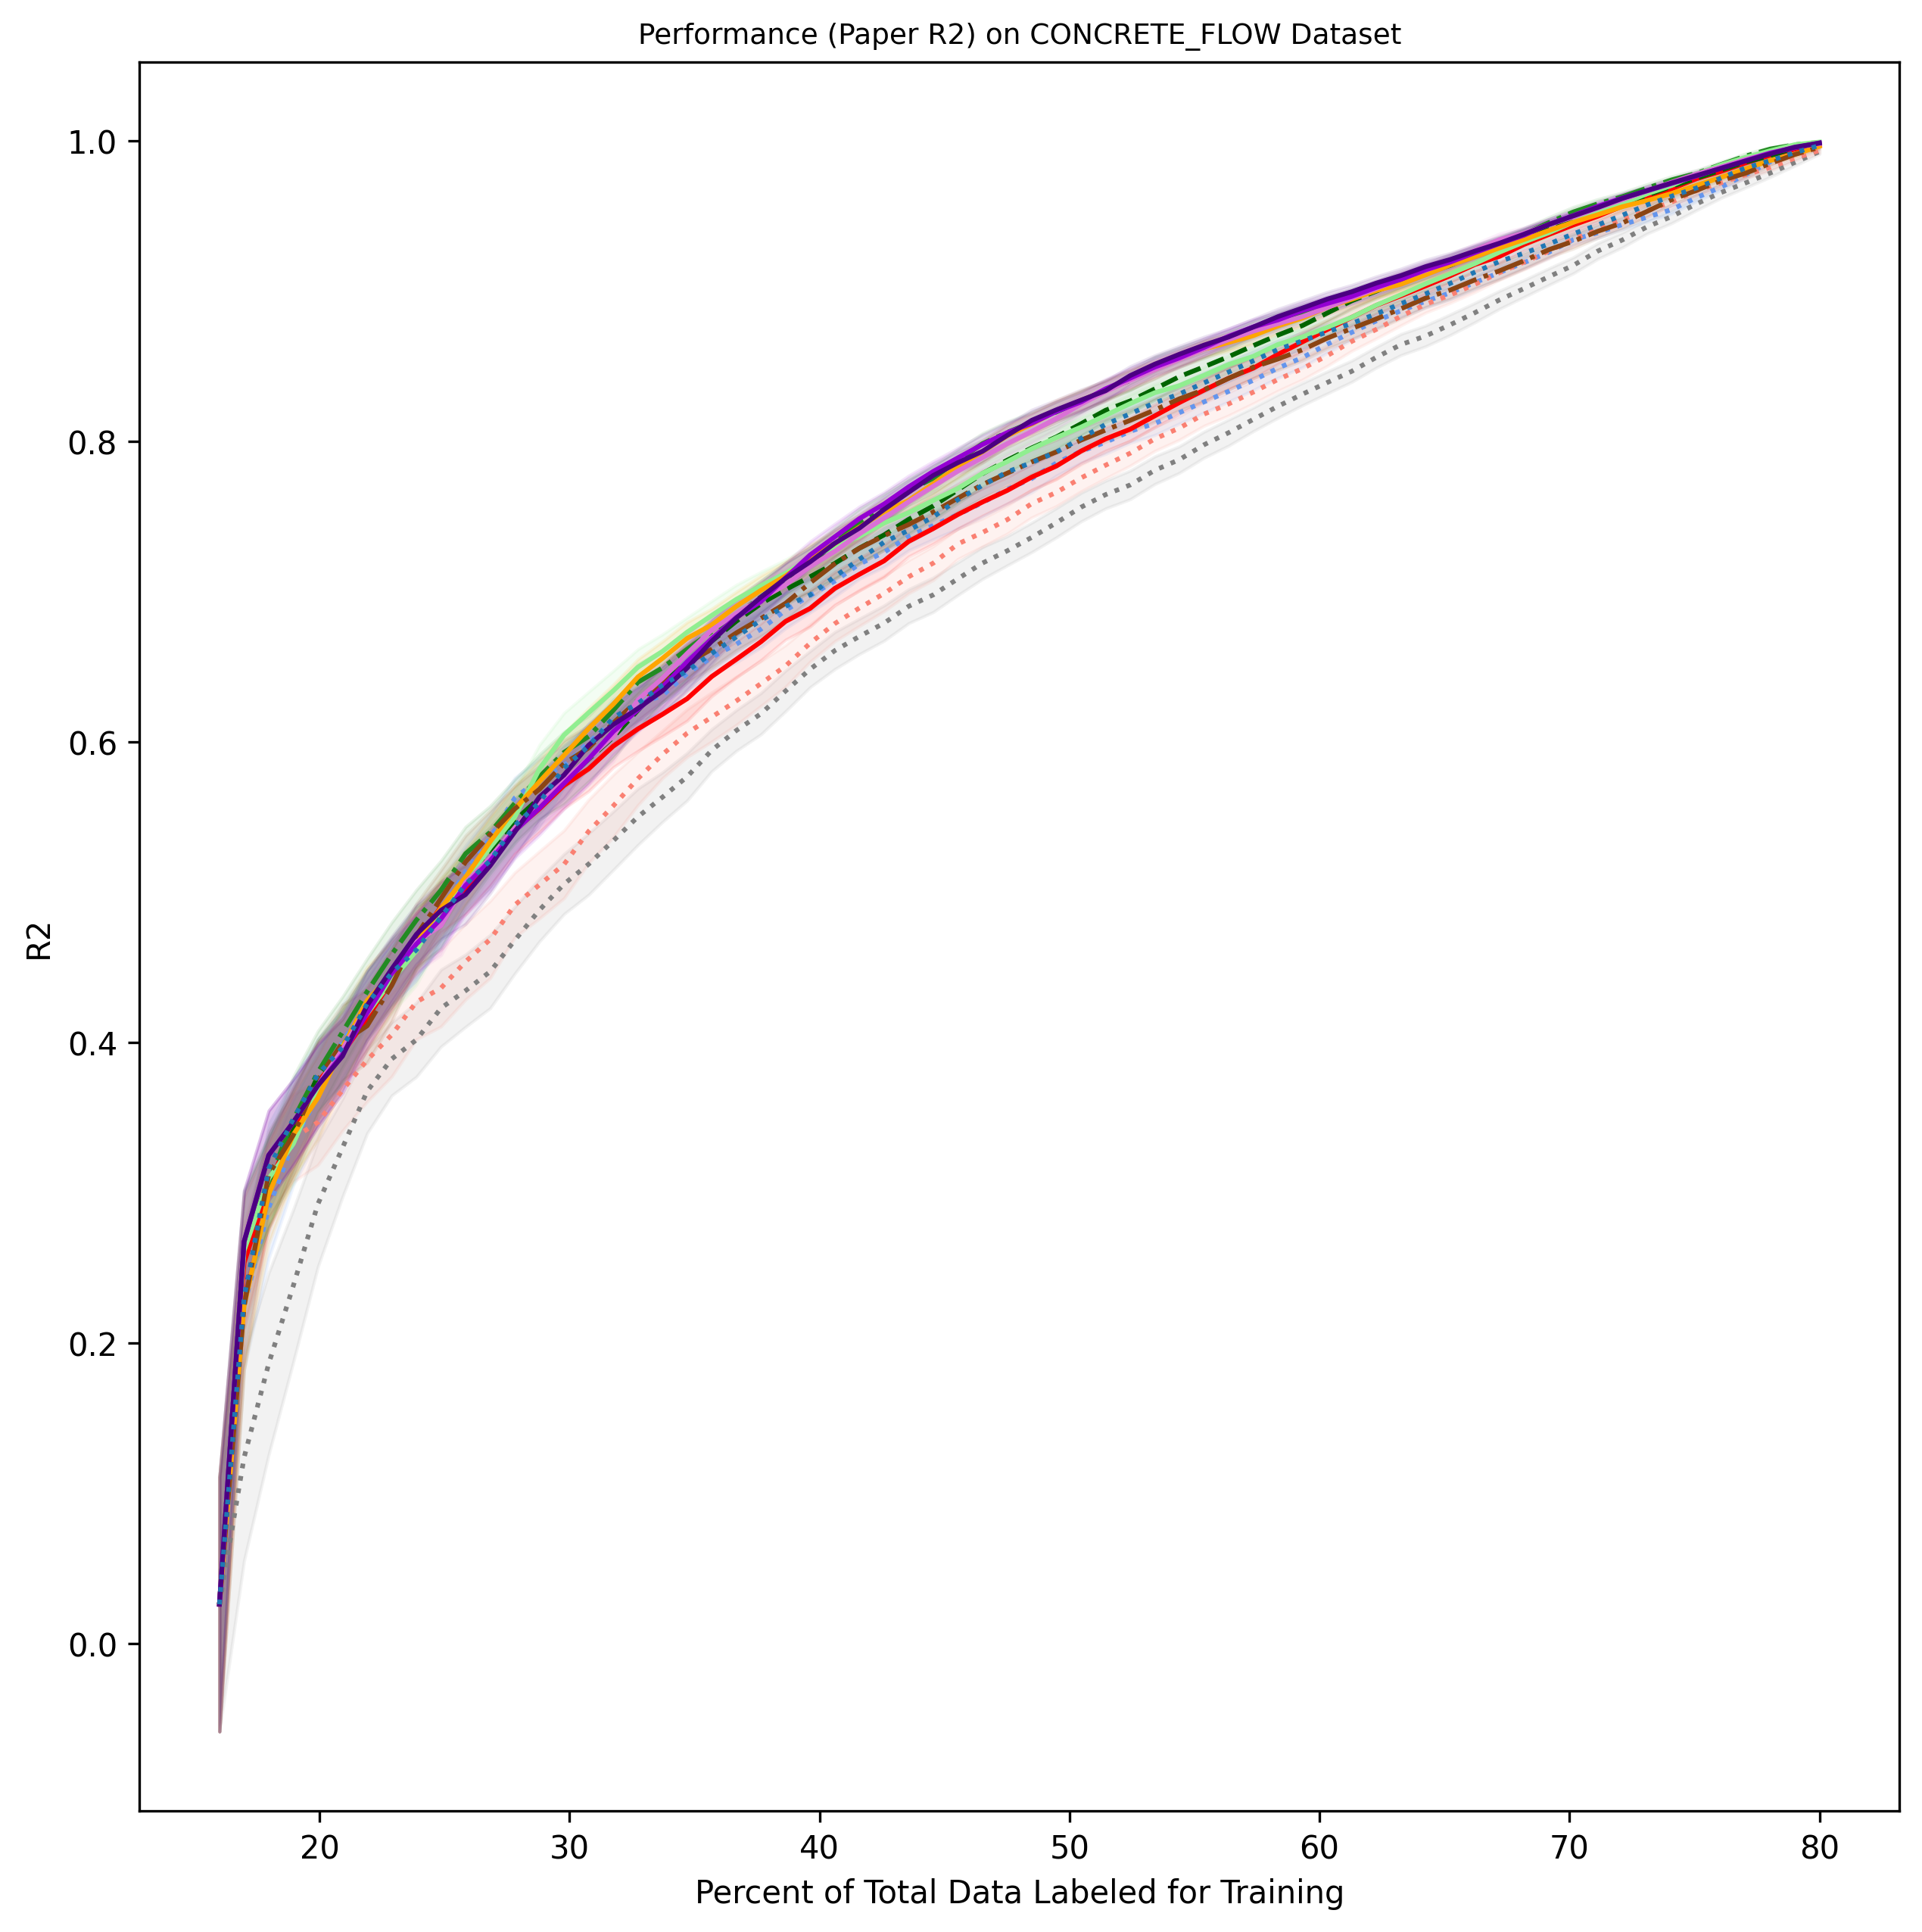 Performance (Paper R2) on CONCRETE_FLOW Dataset
1.0
0.8
0.6
0.4
0.2
0.0
R2
20 30 40 50 60 70 80
Percent of Total Data Labeled for Training